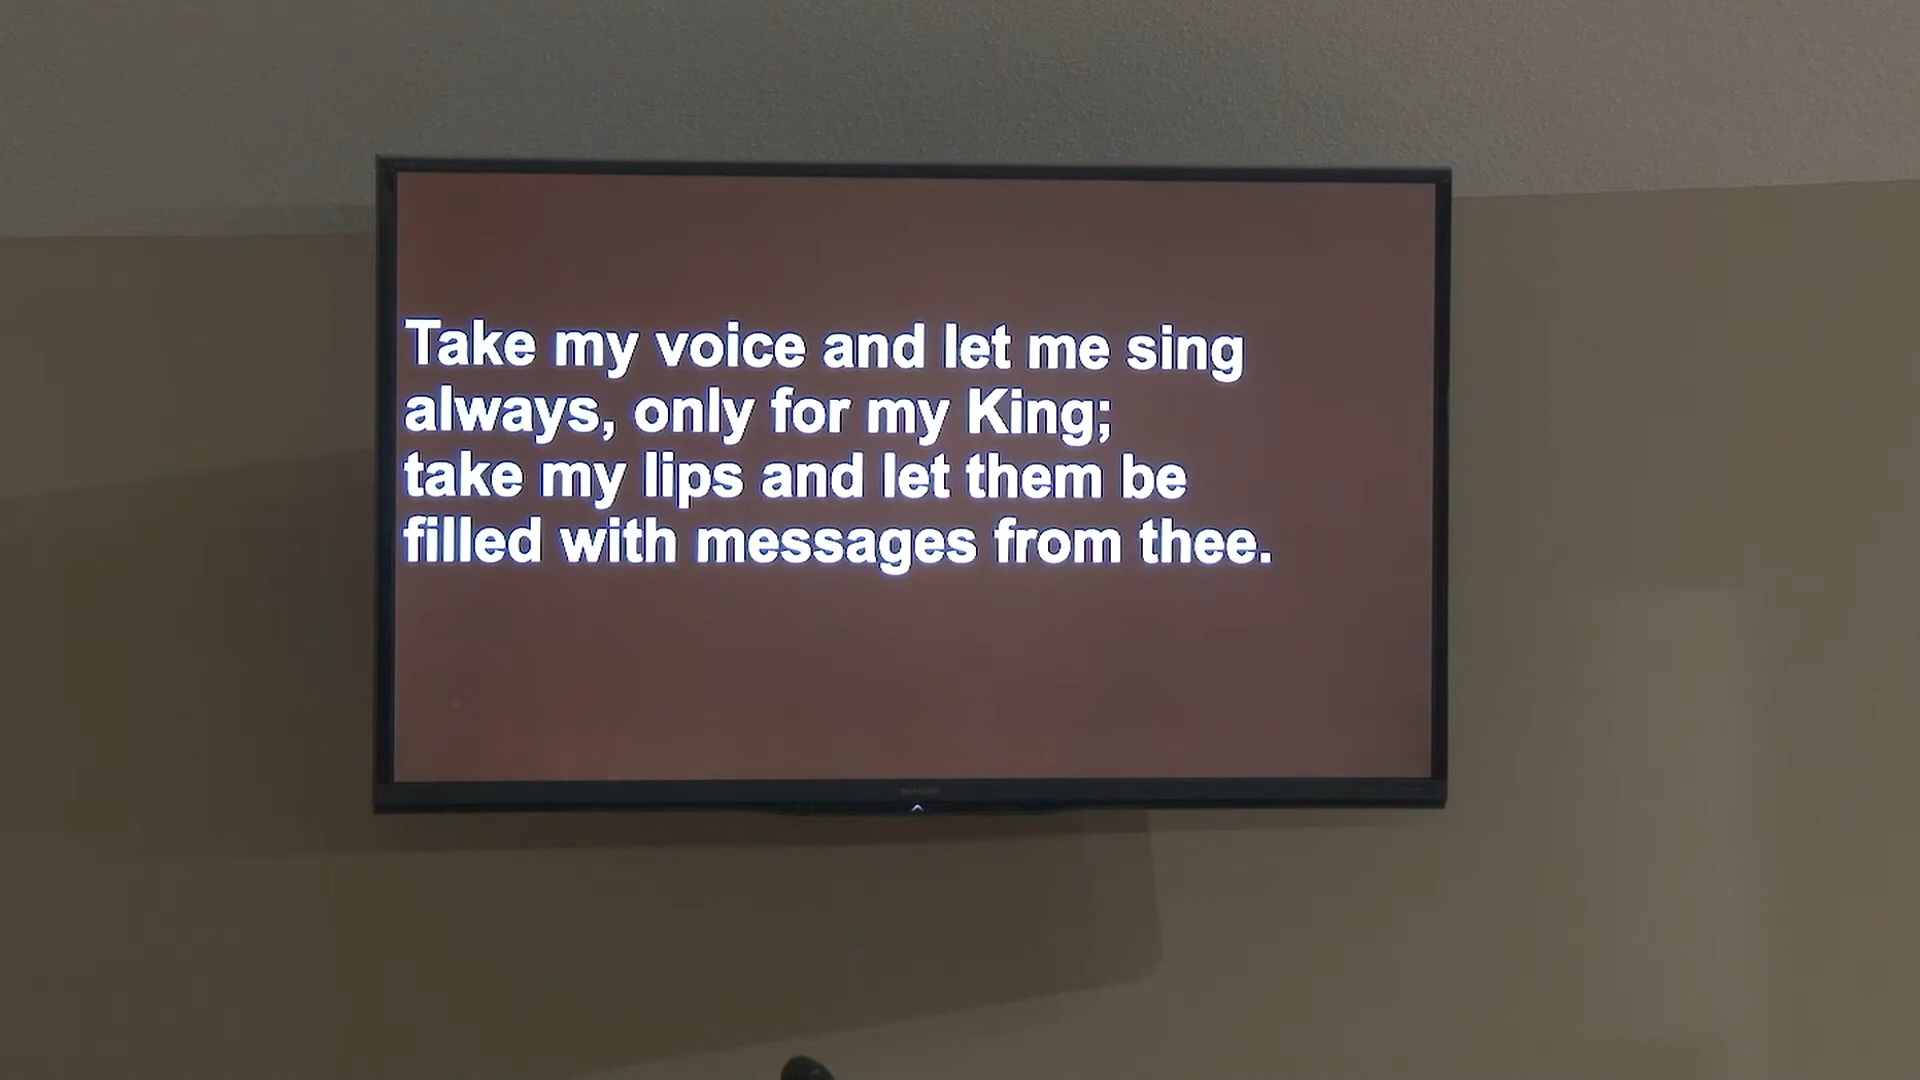 Take my voice and let me sing
always, only for my King;
take my lips and let them be
filled with messages from thee.